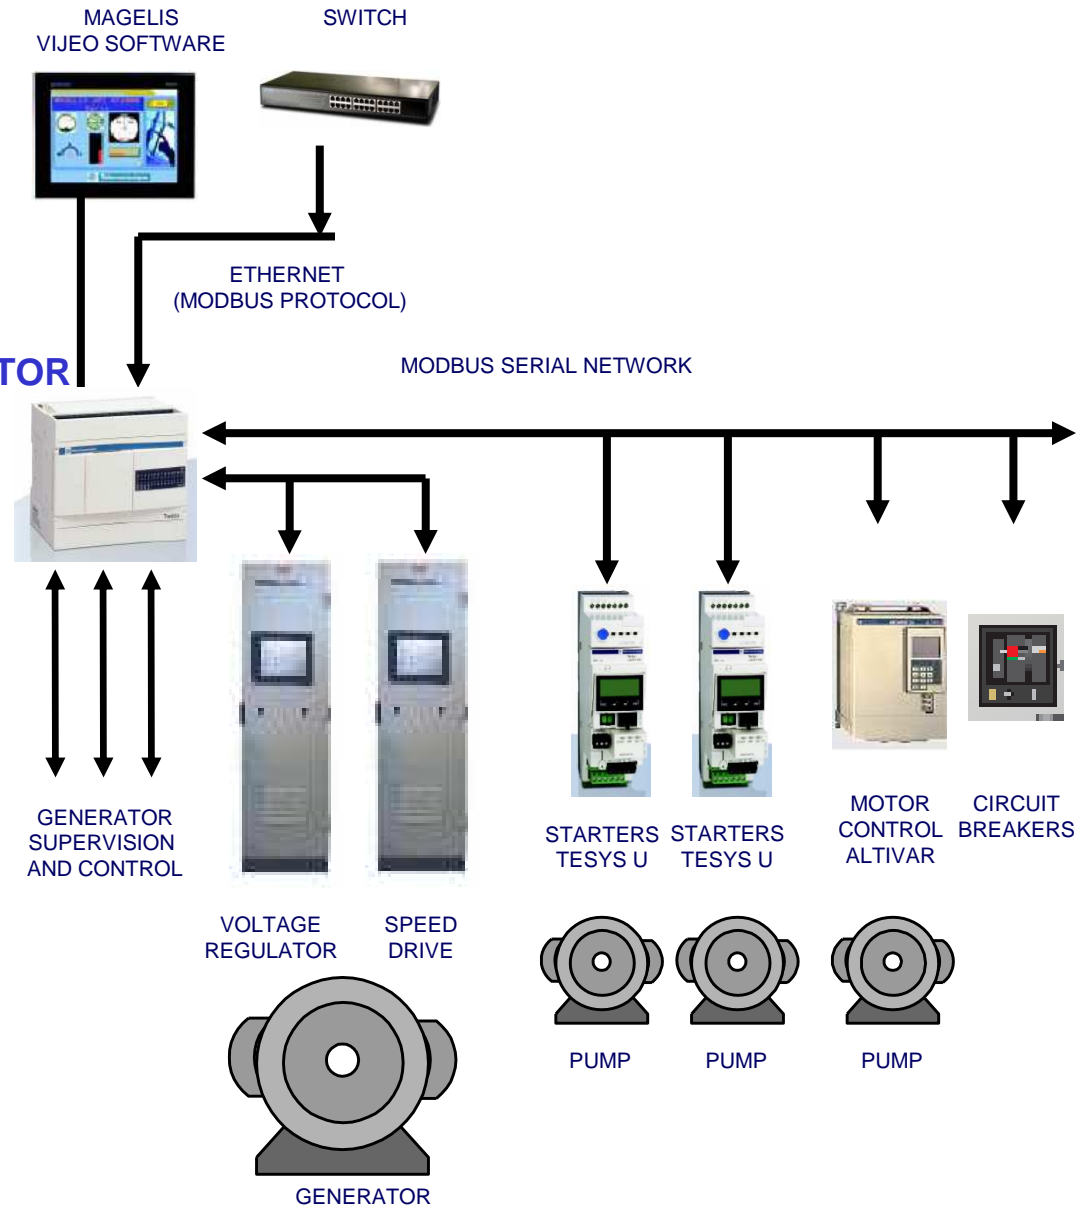 MAGELIS
VIJEO SOFTWARE
SWITCH
ETHERNET
(MODBUS PROTOCOL)
TOR
MODBUS SERIAL NETWORK
GENERATOR
SUPERVISION
AND CONTROL
VOLTAGE
REGULATOR
SPEED
DRIVE
STARTERS
TESYS U
STARTERS
TESYS U
MOTOR
CONTROL
ALTIVAR
CIRCUIT
BREAKERS
PUMP
PUMP
PUMP
GENERATOR